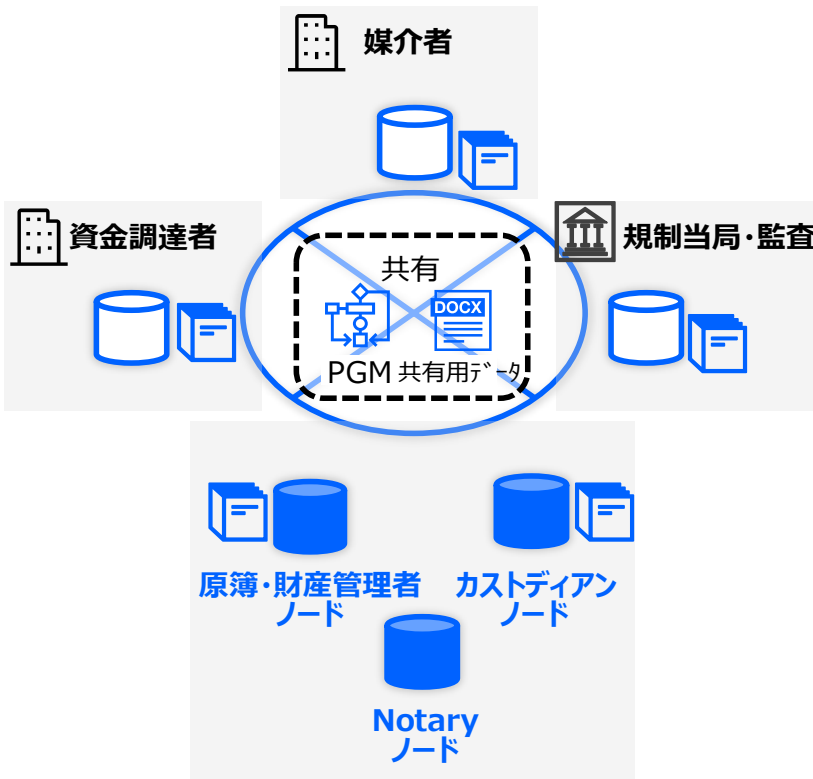 媒介者
資金調達者
規制当局・監査
共有
DOCX
PGM 共有用ﾃﾞｰﾀ
原簿・財産管理者
ノード
カストディアン
ノード
Notary
ノード